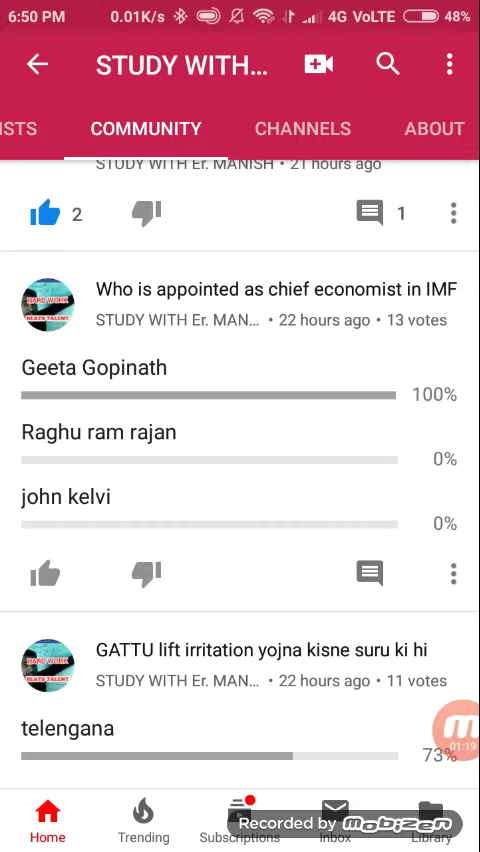 6:50 PM 0.01K/s 4G VoLTE 48%
STUDY WITH...
ISTS COMMUNITY CHANNELS ABOUT
STUDY WITH Er. MANISH • 21 hours ago
2 1
Who is appointed as chief economist in IMF
HARD WORK
BEATS TALENT
STUDY WITH Er. MAN... • 22 hours ago • 13 votes
Geeta Gopinath
100%
Raghu ram rajan
0%
john kelvi
0%
GATTU lift irritation yojna kisne suru ki hi
HARD WORK
BEATS TALENT
STUDY WITH Er. MAN... • 22 hours ago • 11 votes
telengana
73%
01:19
Home Trending Subscriptions Inbox Library
Recorded by Mobizen